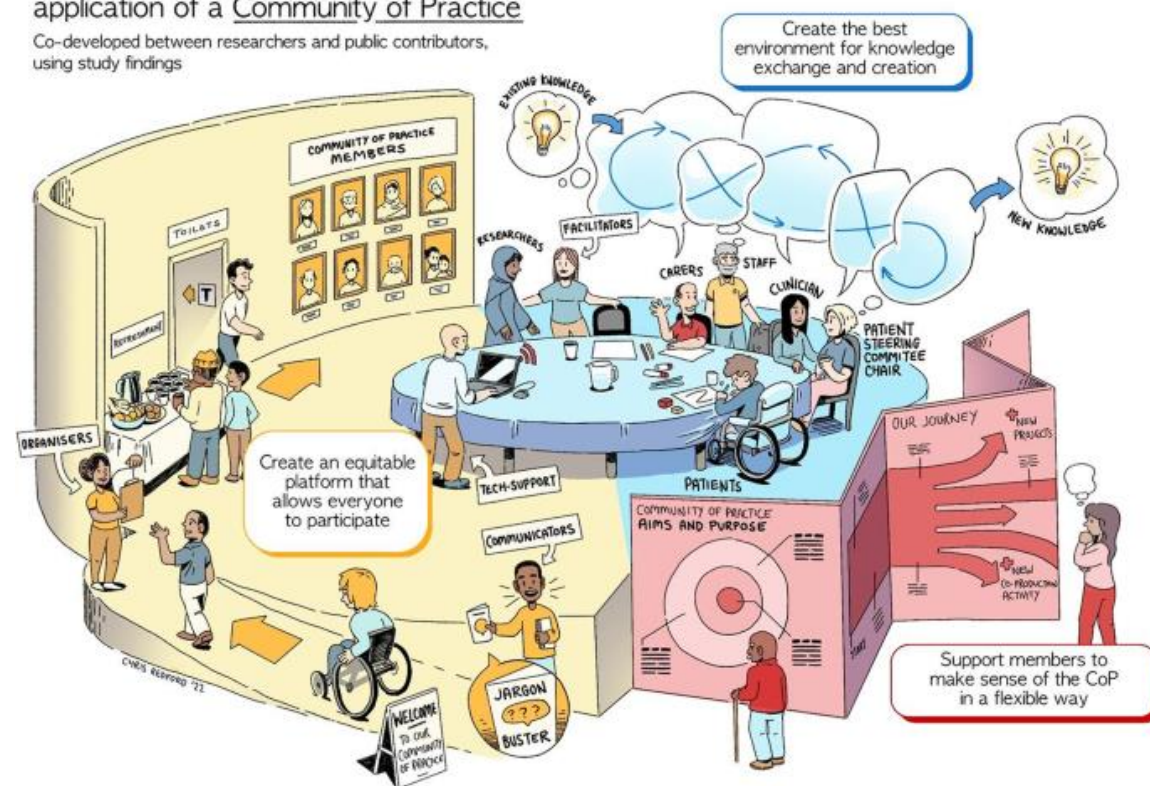 application of a Community of Practice
Co-developed between researchers and public contributors,
using study findings
Create the best
environment for knowledge
exchange and creation
EXISTING KNOWLEDGE
NEW KNOWLEDGE
COMMUNITY OF PRACTICE
MEMBERS
TOILETS
T
REFRESHMENT
RESEARCHERS
FACILITATORS
CARERS
STAFF
CLINICIAN
PATIENT
STEERING
COMMITEE
CHAIR
ORGANISERS
Create an equitable
platform that
allows everyone
to participate
TECH-SUPPORT
PATIENTS
COMMUNICATORS
COMMUNITY OF PRACTICE
AIMS AND PURPOSE
OUR JOURNEY
+NEW
PROJECTS
+NEW
CO-PRODUCTION
ACTIVITY
START
Support members to
make sense of the CoP
in a flexible way
CHRIS REDFORD '22
WELCOME
TO OUR
COMMUNITY
OF PRACTICE
JARGON
???
BUSTER